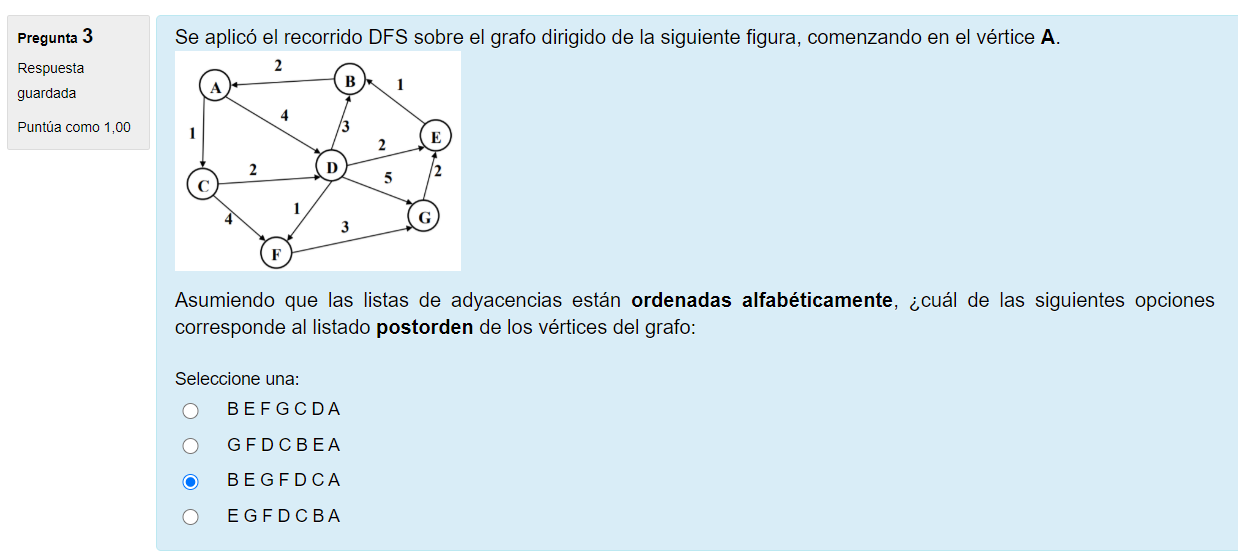 Pregunta 3
Respuesta
guardada
Puntúa como 1,00
Se aplicó el recorrido DFS sobre el grafo dirigido de la siguiente figura, comenzando en el vértice A.
2
A
B
1
4
1
3
2
E
2
D
5
2
C
1
4
G
3
F
Asumiendo que las listas de adyacencias están ordenadas alfabéticamente, ¿cuál de las siguientes opciones
corresponde al listado postorden de los vértices del grafo:
Seleccione una:
B E F G C D A
G F D C B E A
B E G F D C A
E G F D C B A